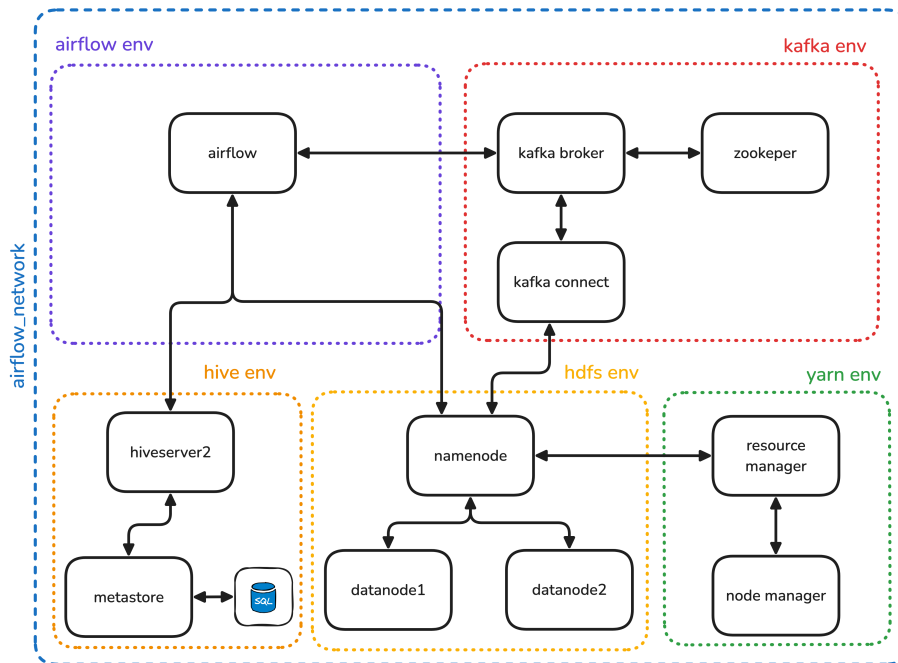 airflow env
kafka env
airflow
kafka broker
zookeper
kafka connect
airflow_network
hive env
hdfs env
yarn env
hiveserver2
namenode
resource
manager
metastore
SQL
datanode1
datanode2
node manager